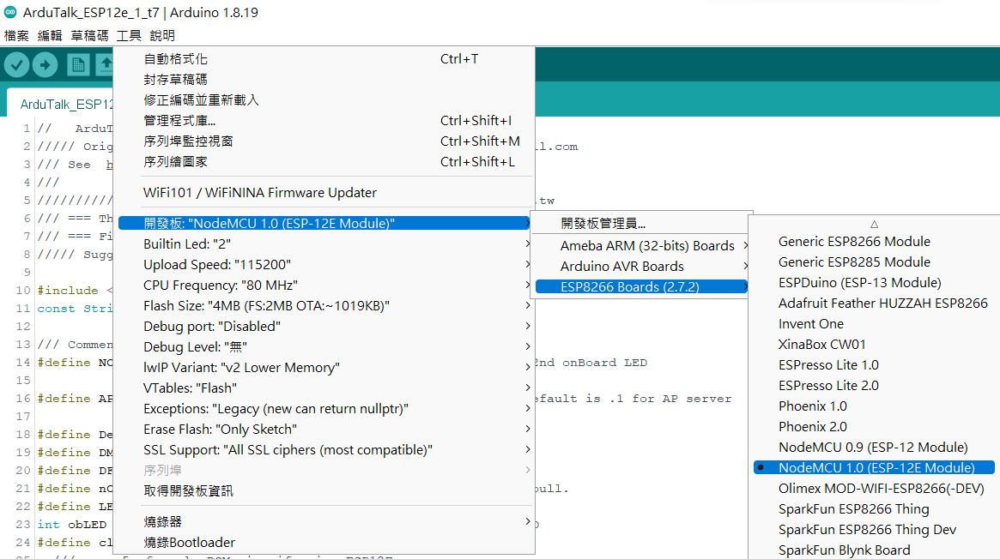 ArduTalk_ESP12e_1_t7 | Arduino 1.8.19
檔案 編輯 草稿碼 工具 說明
自動格式化 Ctrl+T
封存草稿碼
修正編碼並重新載入
管理程式庫... Ctrl+Shift+I
序列埠監控視窗 Ctrl+Shift+M
序列繪圖家 Ctrl+Shift+L
WiFi101 / WiFiNINA Firmware Updater
開發板: "NodeMCU 1.0 (ESP-12E Module)"
Builtin Led: "2"
Upload Speed: "115200"
CPU Frequency: "80 MHz"
Flash Size: "4MB (FS:2MB OTA:~1019KB)"
Debug port: "Disabled"
Debug Level: "無"
lwIP Variant: "v2 Lower Memory"
VTables: "Flash"
Exceptions: "Legacy (new can return nullptr)"
Erase Flash: "Only Sketch"
SSL Support: "All SSL ciphers (most compatible)"
序列埠
取得開發板資訊
燒錄器
燒錄Bootloader
開發板管理員...
Ameba ARM (32-bits) Boards
Arduino AVR Boards
ESP8266 Boards (2.7.2)
Generic ESP8266 Module
Generic ESP8285 Module
ESPDuino (ESP-13 Module)
Adafruit Feather HUZZAH ESP8266
Invent One
XinaBox CW01
ESPresso Lite 1.0
ESPresso Lite 2.0
Phoenix 1.0
Phoenix 2.0
NodeMCU 0.9 (ESP-12 Module)
NodeMCU 1.0 (ESP-12E Module)
Olimex MOD-WIFI-ESP8266(-DEV)
SparkFun ESP8266 Thing
SparkFun ESP8266 Thing Dev
SparkFun Blynk Board
ArduTalk_ESP12
1 // ArduT
2 ///// Orig ll.com
3 /// See h
4 ///
5 ////////// .tw
6 /// === Th
7 /// === Fi
8 ///// Sugg
9
10 #include <
11 const Stri
12
13 /// Commen
14 #define NO 2nd onBoard LED
15
16 #define AP efault is .1 for AP server
17
18 #define De
19 #define DM
20 #define DF
21 #define nO pull.
22 #define LE
23 int obLED
24 #define cl